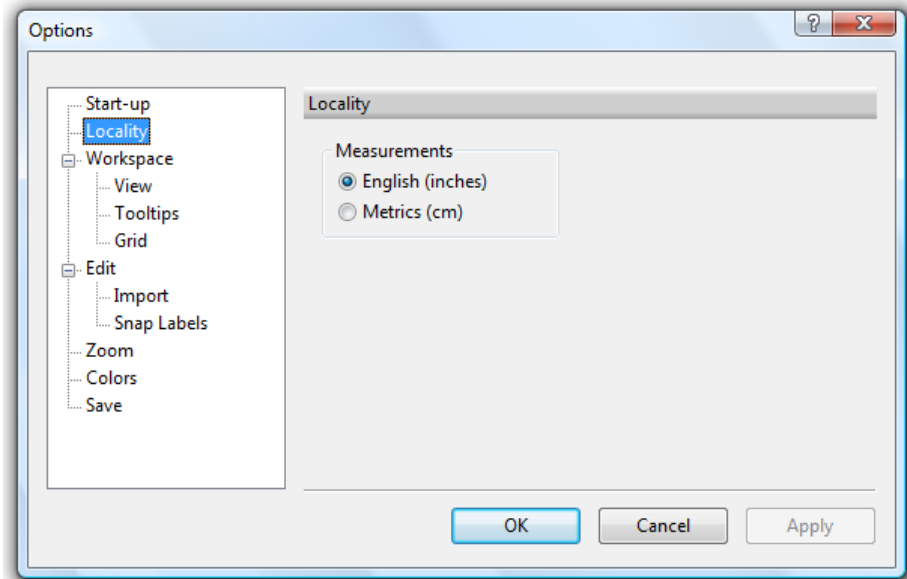 Options
Start-up
Locality
Workspace
View
Tooltips
Grid
Edit
Import
Snap Labels
Zoom
Colors
Save
Locality
Measurements
English (inches)
Metrics (cm)
OK
Cancel
Apply